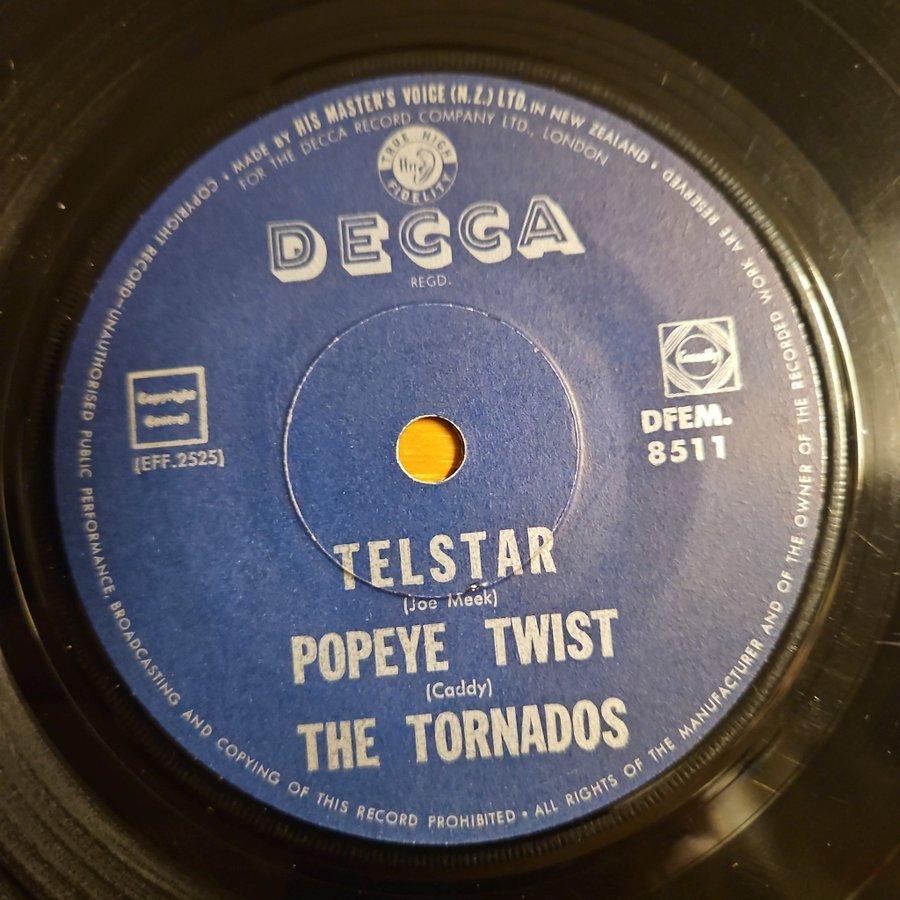 MADE BY HIS MASTER'S VOICE (N.Z.) LTD. IN NEW ZEALAND •
FOR THE DECCA RECORD COMPANY LTD., LONDON
TRUE HIGH
FIDELITY
DECCA
REGD.
Copyright
Control
(EFF.2525)
DFEM.
8511
TELSTAR
(Joe Meek)
POPEYE TWIST
(Caddy)
THE TORNADOS
COPYRIGHT RECORD—UNAUTHORISED PUBLIC PERFORMANCE, BROADCASTING AND COPYING OF THIS RECORD PROHIBITED • ALL RIGHTS OF THE MANUFACTURER AND OF THE OWNER OF THE RECORDED WORK ARE RESERVED •